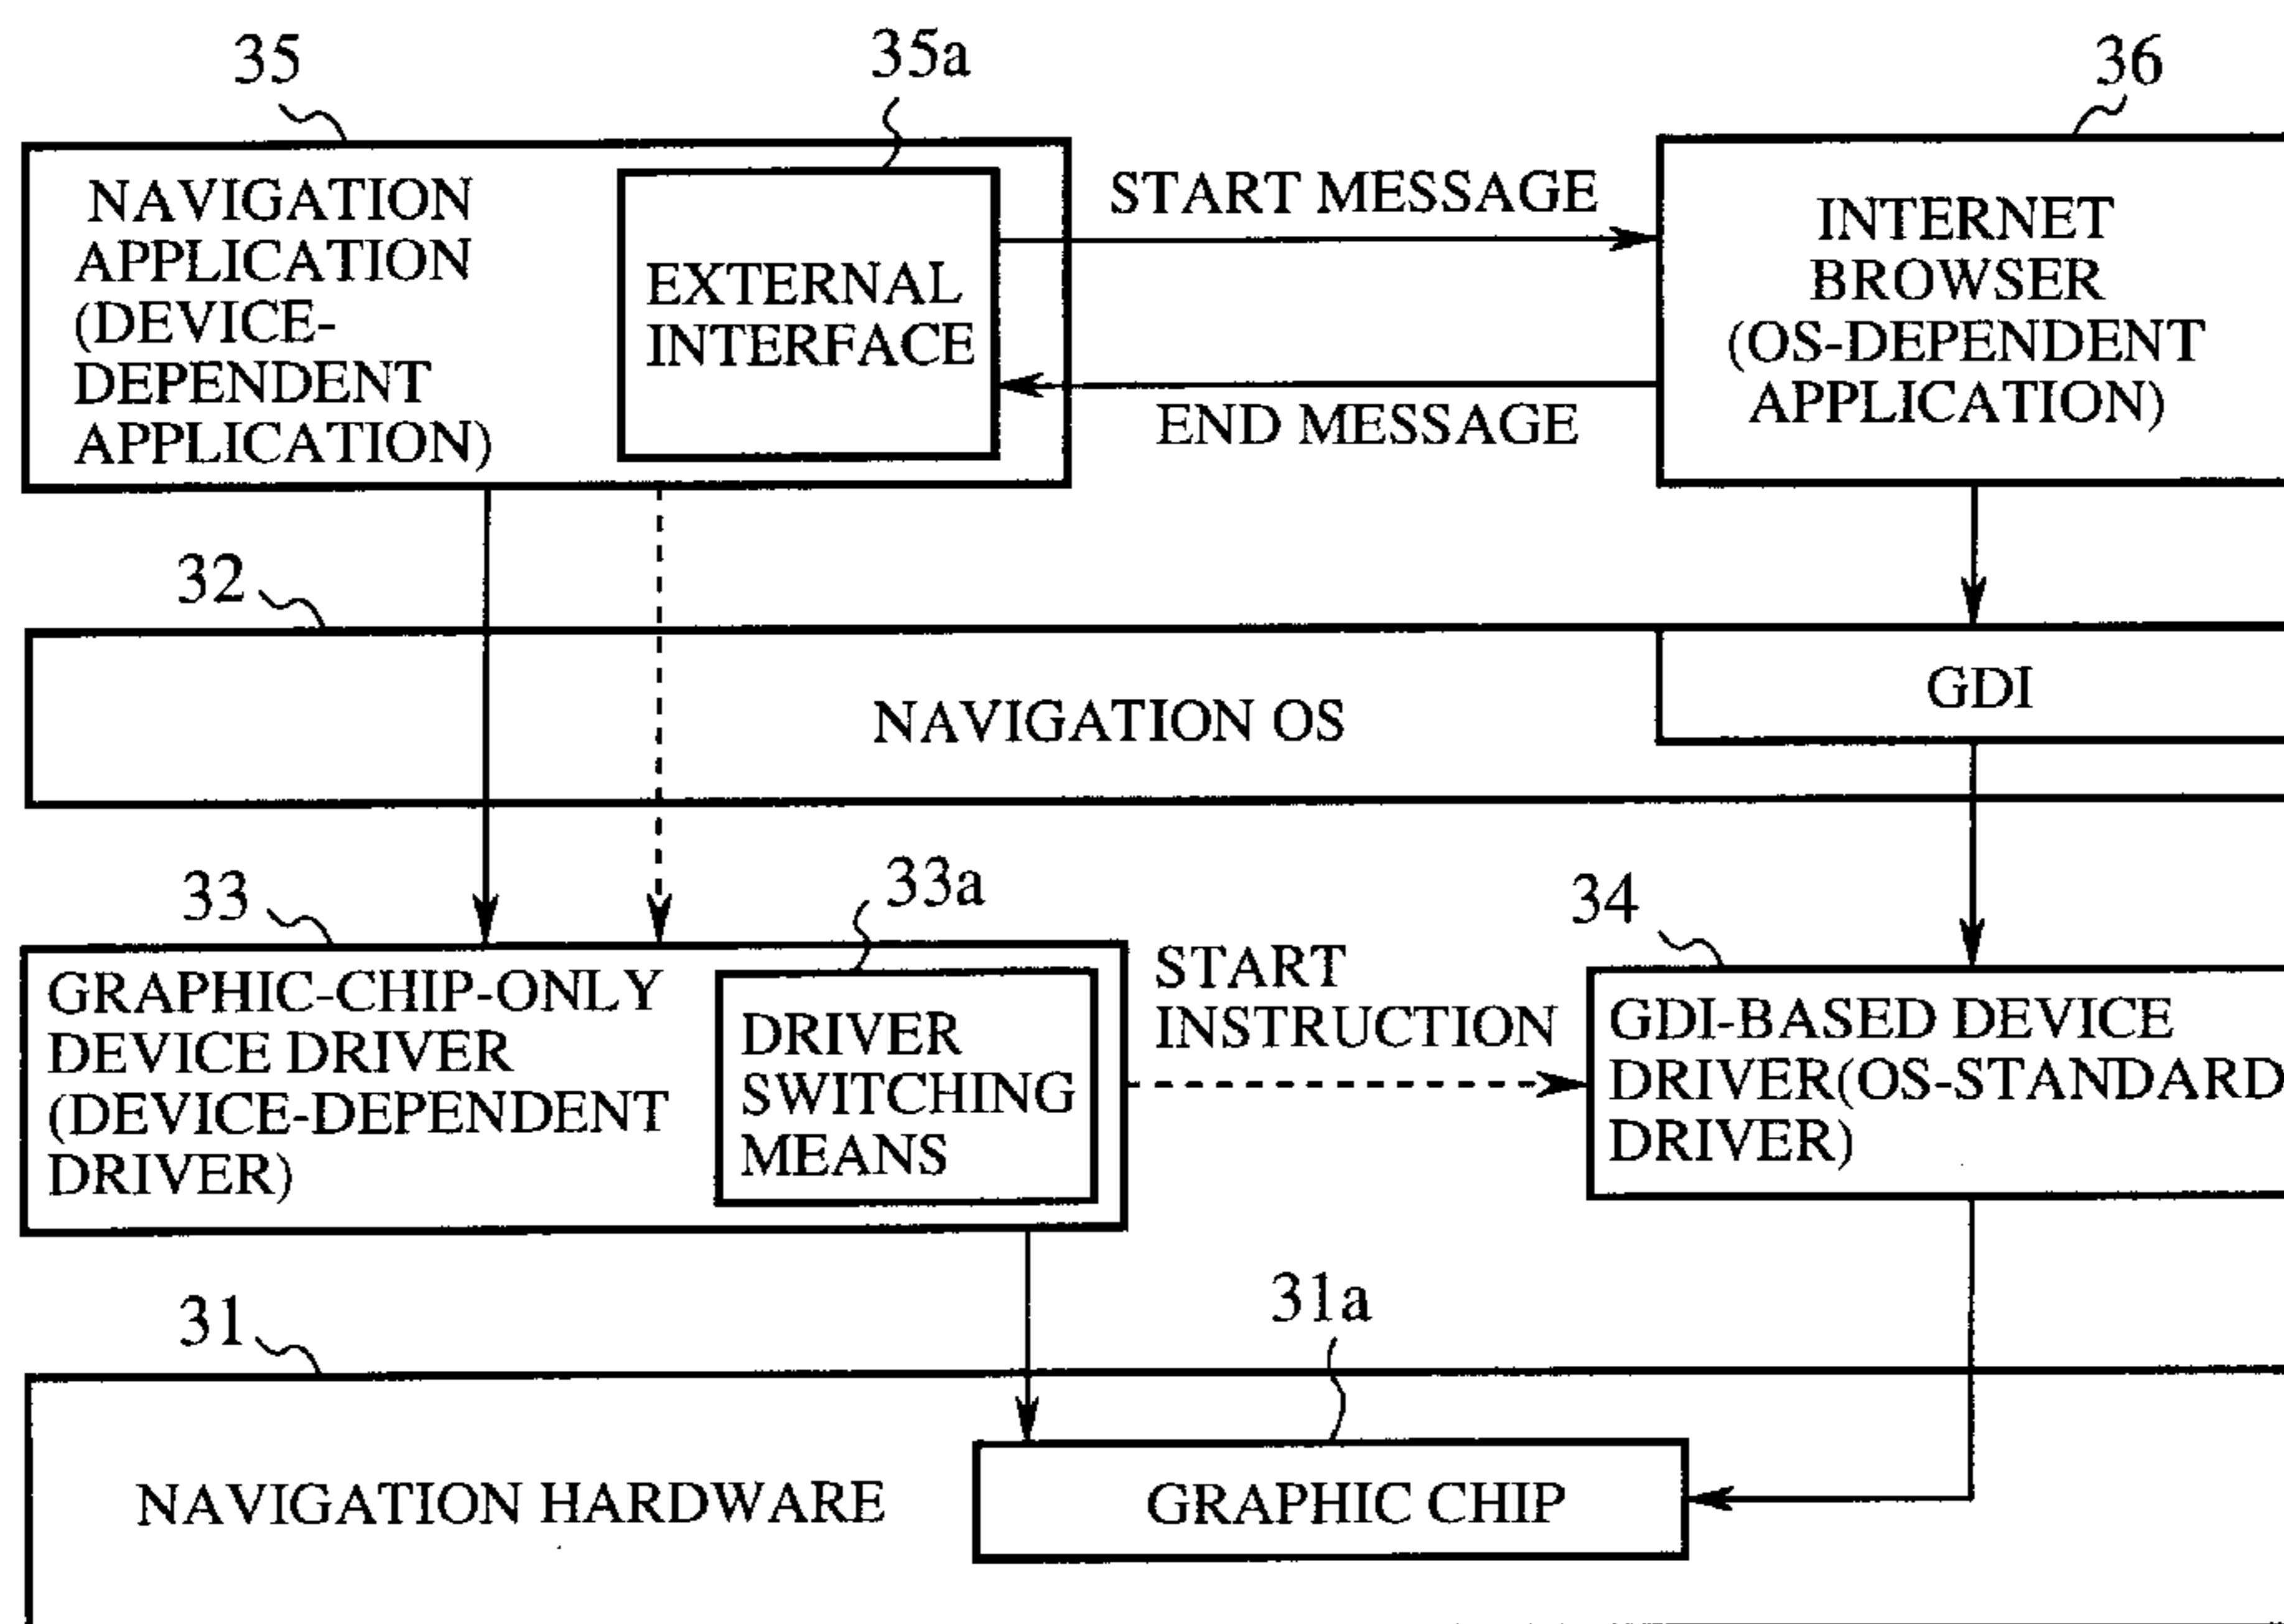 35
35a
36
NAVIGATION
APPLICATION
(DEVICE-
DEPENDENT
APPLICATION)
EXTERNAL
INTERFACE
START MESSAGE
END MESSAGE
INTERNET
BROWSER
(OS-DEPENDENT
APPLICATION)
32
NAVIGATION OS
GDI
33
33a
34
GRAPHIC-CHIP-ONLY
DEVICE DRIVER
(DEVICE-DEPENDENT
DRIVER)
DRIVER
SWITCHING
MEANS
START
INSTRUCTION
GDI-BASED DEVICE
DRIVER(OS-STANDARD
DRIVER)
31
31a
NAVIGATION HARDWARE
GRAPHIC CHIP